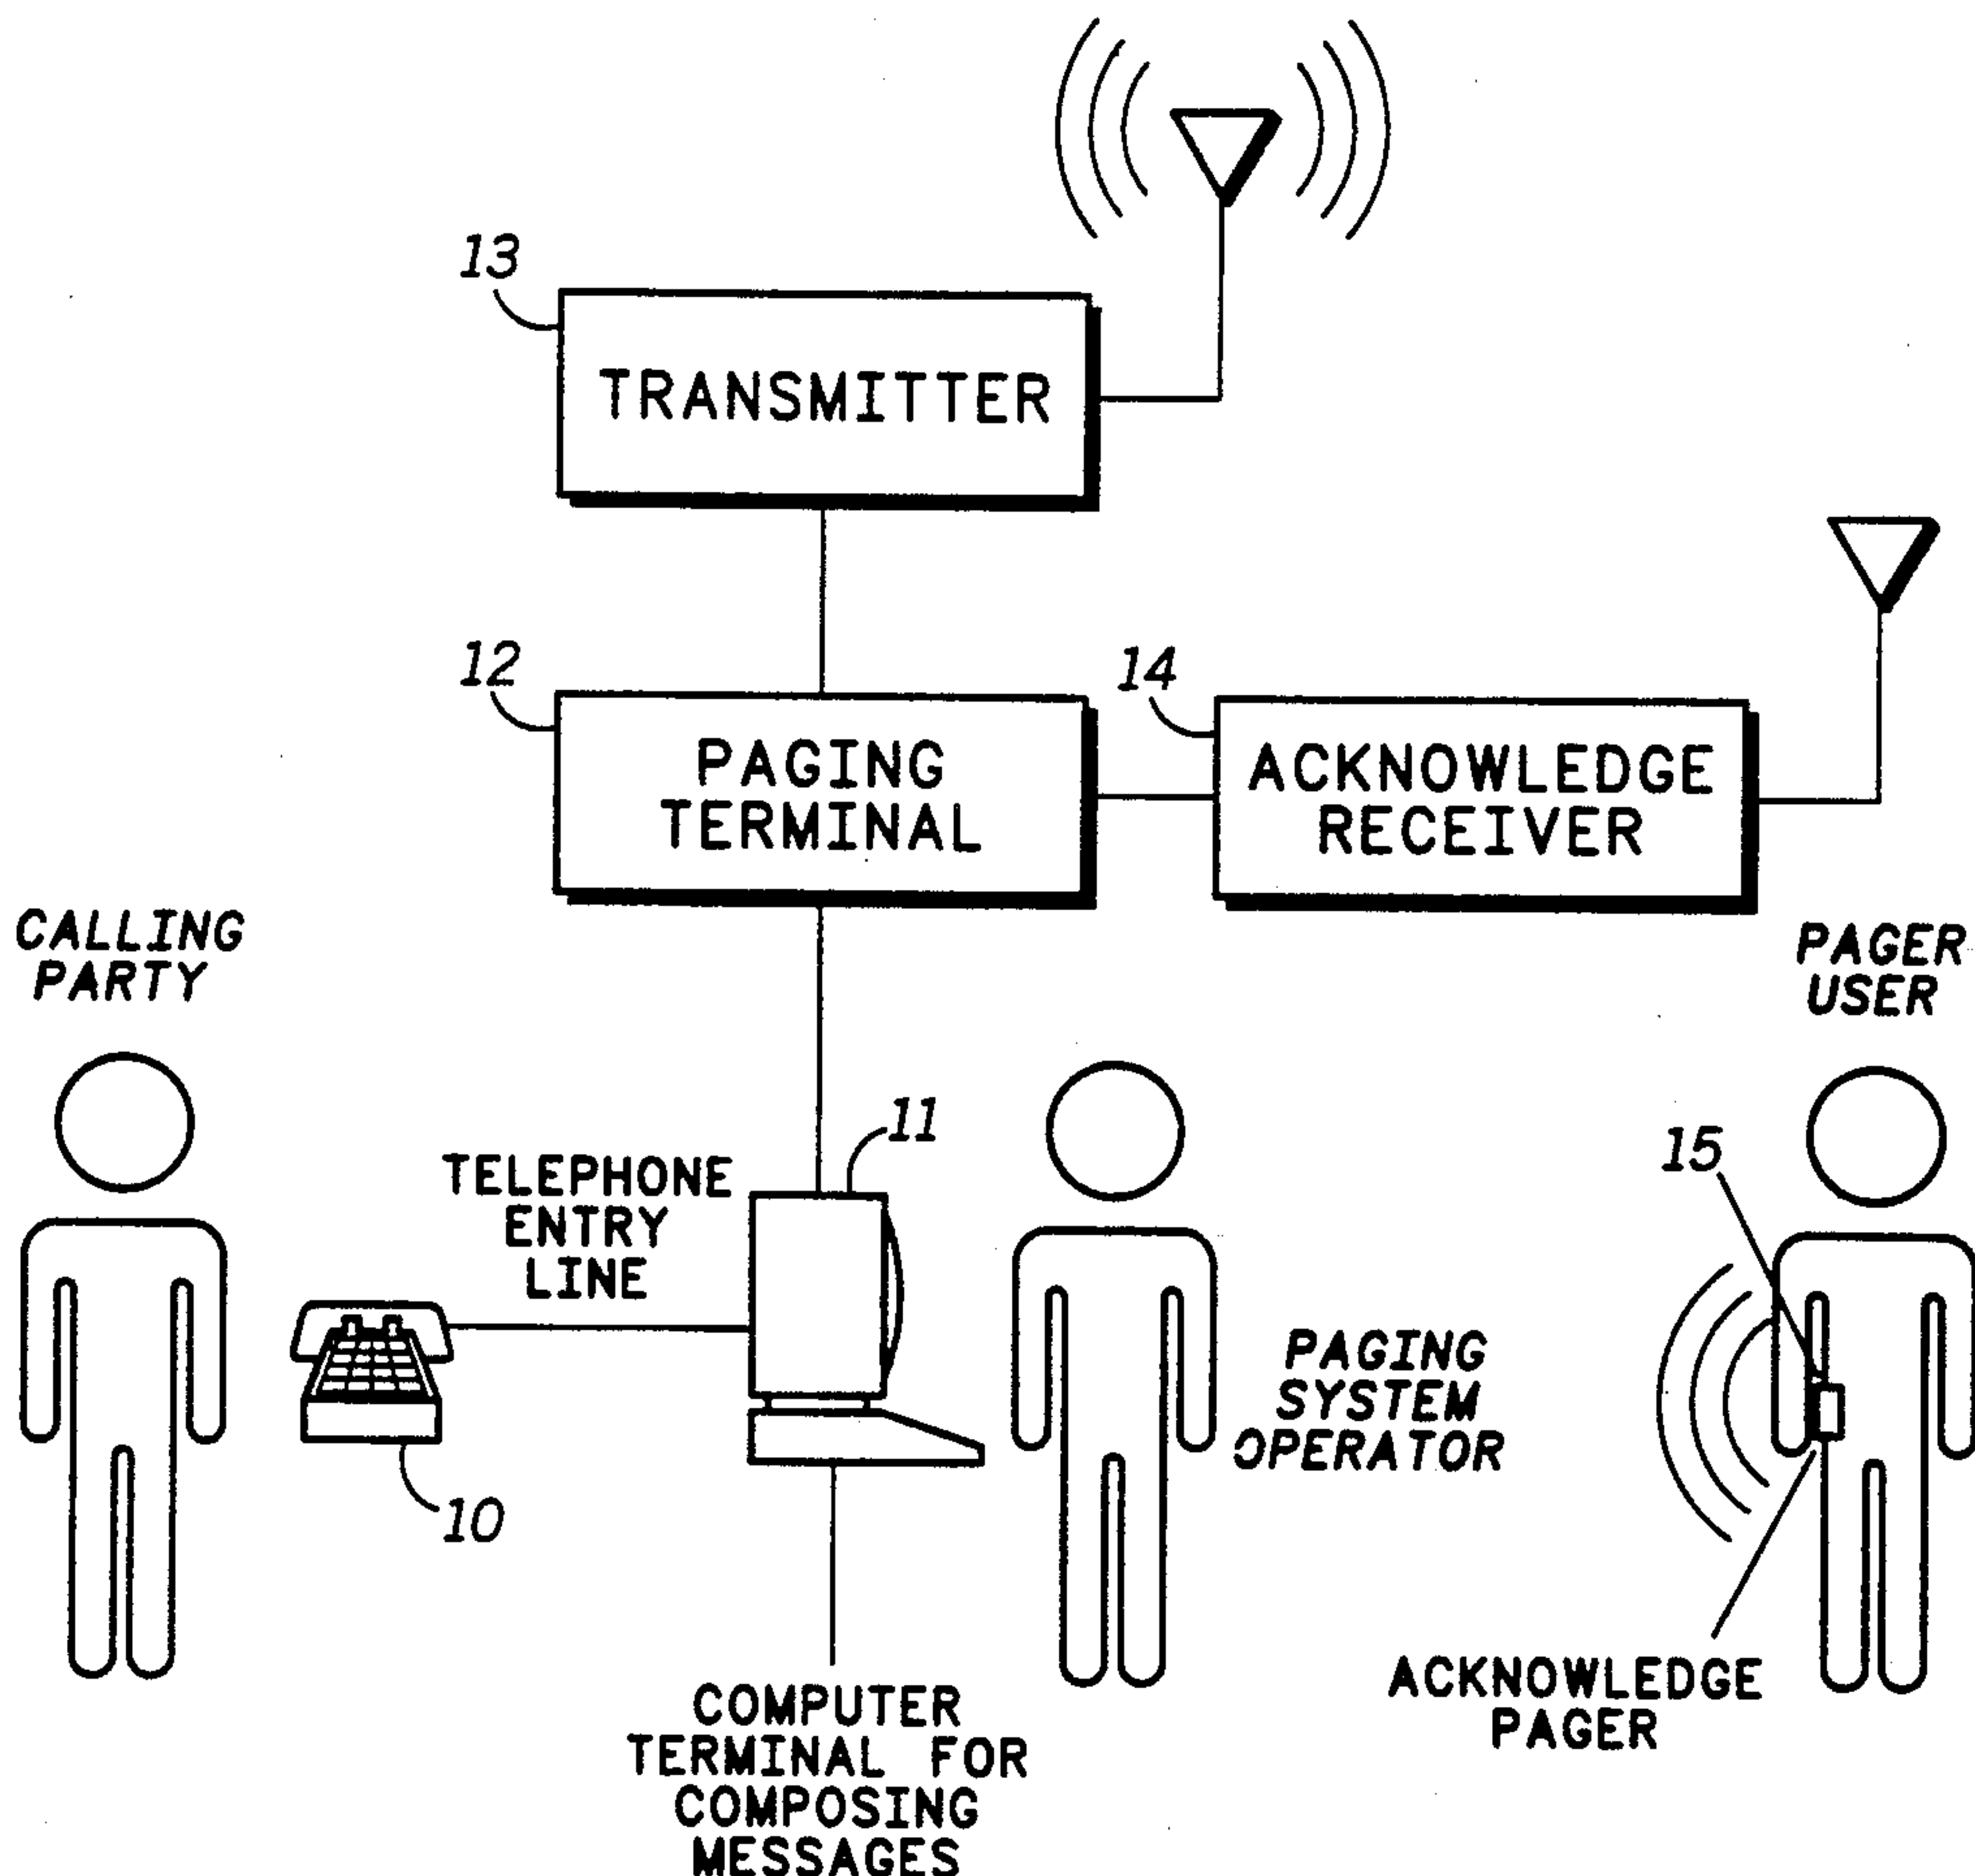 13
TRANSMITTER
12
PAGING
TERMINAL
14
ACKNOWLEDGE
RECEIVER
CALLING
PARTY
PAGER
USER
11
TELEPHONE
ENTRY
LINE
15
PAGING
SYSTEM
OPERATOR
10
ACKNOWLEDGE
PAGER
COMPUTER
TERMINAL FOR
COMPOSING
MESSAGES